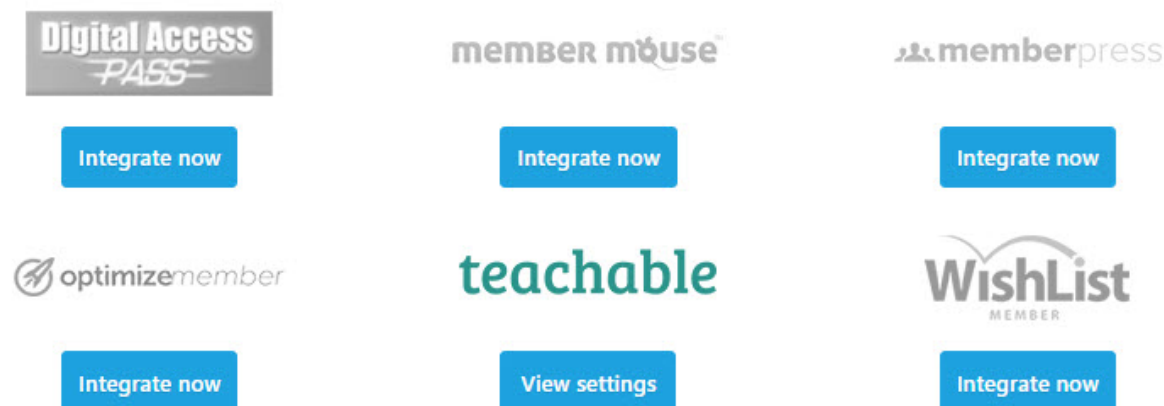 Digital Access
PASS
member mouse™
memberpress
Integrate now
Integrate now
Integrate now
optimizemember
teachable
WishList
MEMBER
Integrate now
View settings
Integrate now